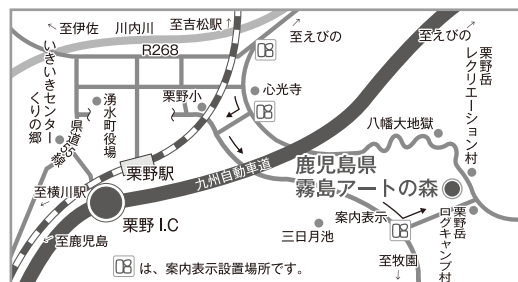 至伊佐
川内川
至吉松駅
至えびの
至えびの
R268
いきいきセンター
くりの郷
県道55線
湧水町役場
栗野小
心光寺
栗野岳
レクリエーション村
八幡大地獄
栗野駅
九州自動車道
鹿児島県
霧島アートの森
至横川駅
栗野 I.C
案内表示
三日月池
栗野岳
ログキャンプ村
至鹿児島
至牧園
は、案内表示設置場所です。